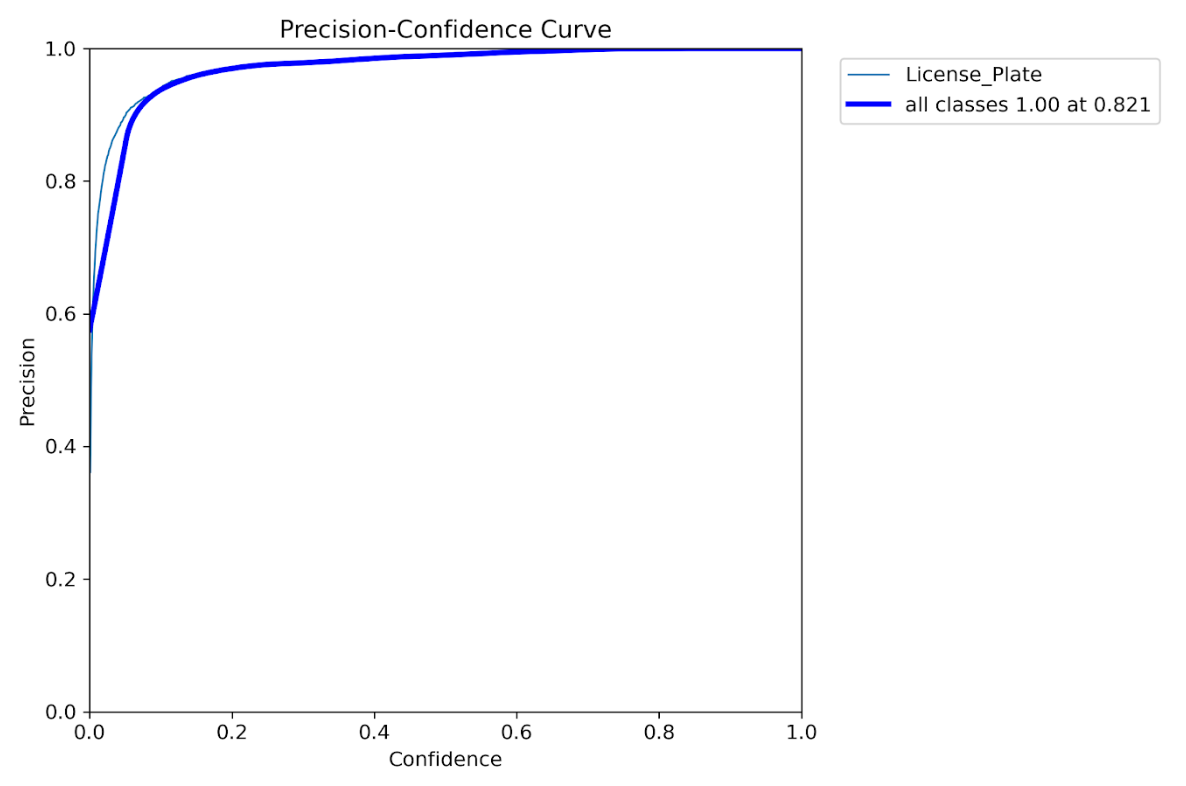 Precision-Confidence Curve
License_Plate
all classes 1.00 at 0.821
1.0
0.8
0.6
0.4
0.2
0.0
Precision
0.0 0.2 0.4 0.6 0.8 1.0
Confidence